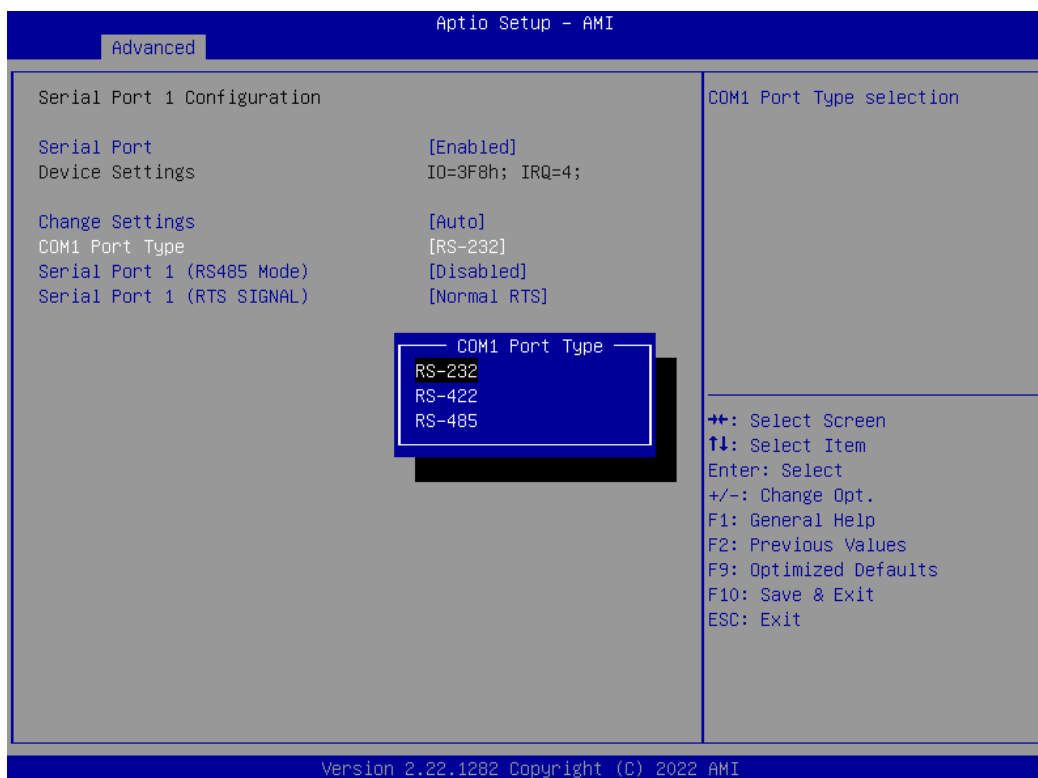 Aptio Setup – AMI
Advanced
Serial Port 1 Configuration
Serial Port [Enabled]
Device Settings IO=3F8h; IRQ=4;
Change Settings [Auto]
COM1 Port Type [RS-232]
Serial Port 1 (RS485 Mode) [Disabled]
Serial Port 1 (RTS SIGNAL) [Normal RTS]
COM1 Port Type
RS-232
RS-422
RS-485
COM1 Port Type selection
→←: Select Screen
↑↓: Select Item
Enter: Select
+/-: Change Opt.
F1: General Help
F2: Previous Values
F9: Optimized Defaults
F10: Save & Exit
ESC: Exit
Version 2.22.1282 Copyright (C) 2022 AMI